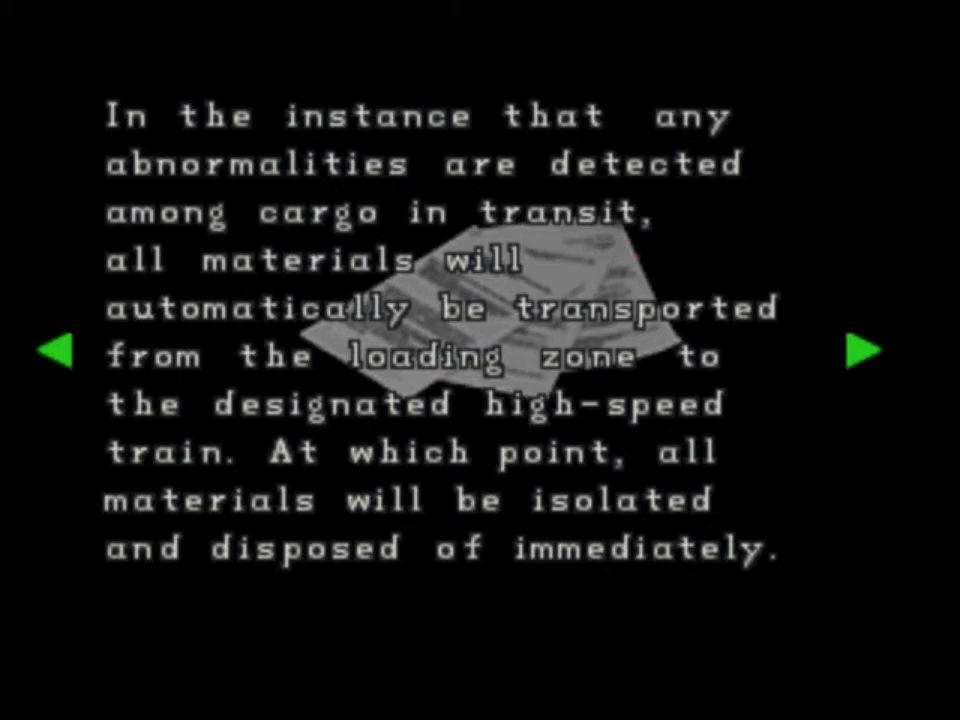 In the instance that any
abnormalities are detected
among cargo in transit,
all materials will
automatically be transported
from the loading zone to
the designated high-speed
train. At which point, all
materials will be isolated
and disposed of immediately.